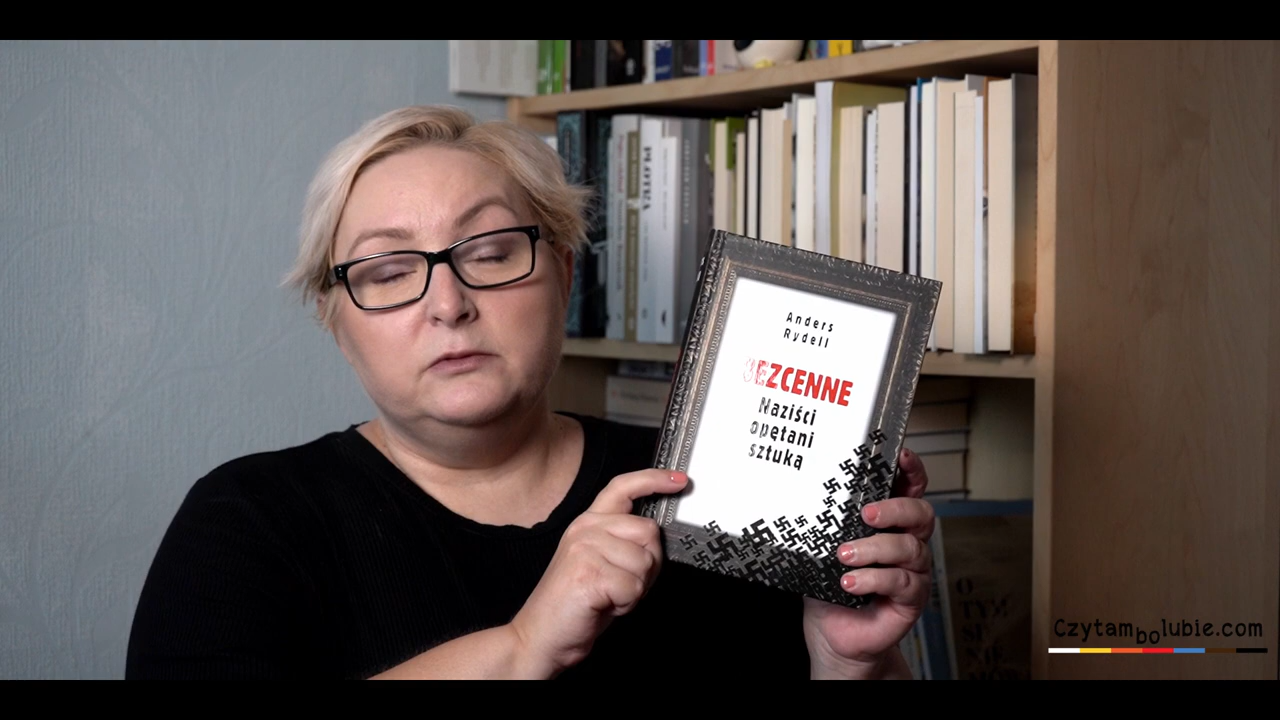 Anders
Rydell
BEZCENNE
Naziści
opętani
sztuką
CzytamboLubie.com